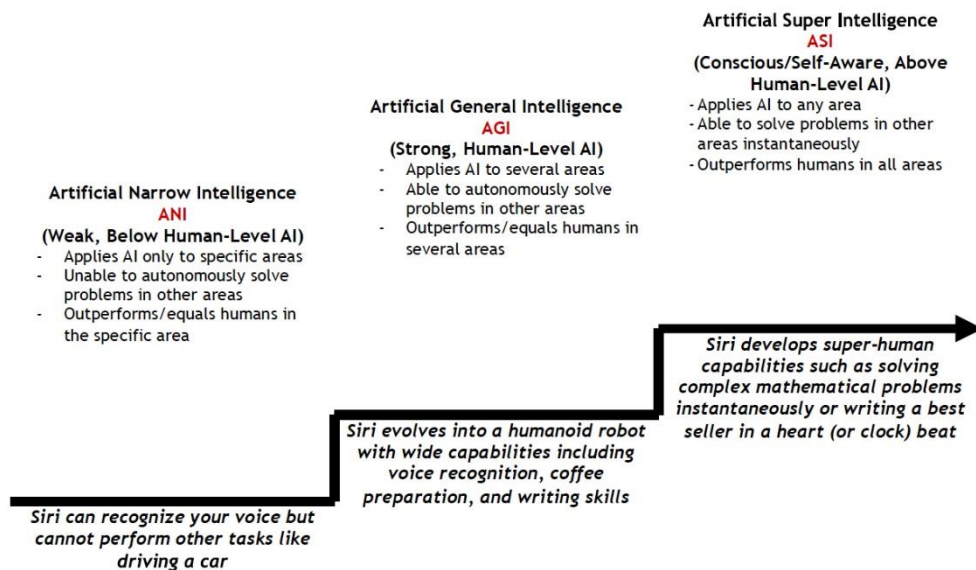 Artificial Narrow Intelligence
ANI
(Weak, Below Human-Level AI)
- Applies AI only to specific areas
- Unable to autonomously solve
problems in other areas
- Outperforms/equals humans in
the specific area
Siri can recognize your voice but
cannot perform other tasks like
driving a car
Artificial General Intelligence
AGI
(Strong, Human-Level AI)
- Applies AI to several areas
- Able to autonomously solve
problems in other areas
- Outperforms/equals humans in
several areas
Siri evolves into a humanoid robot
with wide capabilities including
voice recognition, coffee
preparation, and writing skills
Artificial Super Intelligence
ASI
(Conscious/Self-Aware, Above
Human-Level AI)
- Applies AI to any area
- Able to solve problems in other
areas instantaneously
- Outperforms humans in all areas
Siri develops super-human
capabilities such as solving
complex mathematical problems
instantaneously or writing a best
seller in a heart (or clock) beat